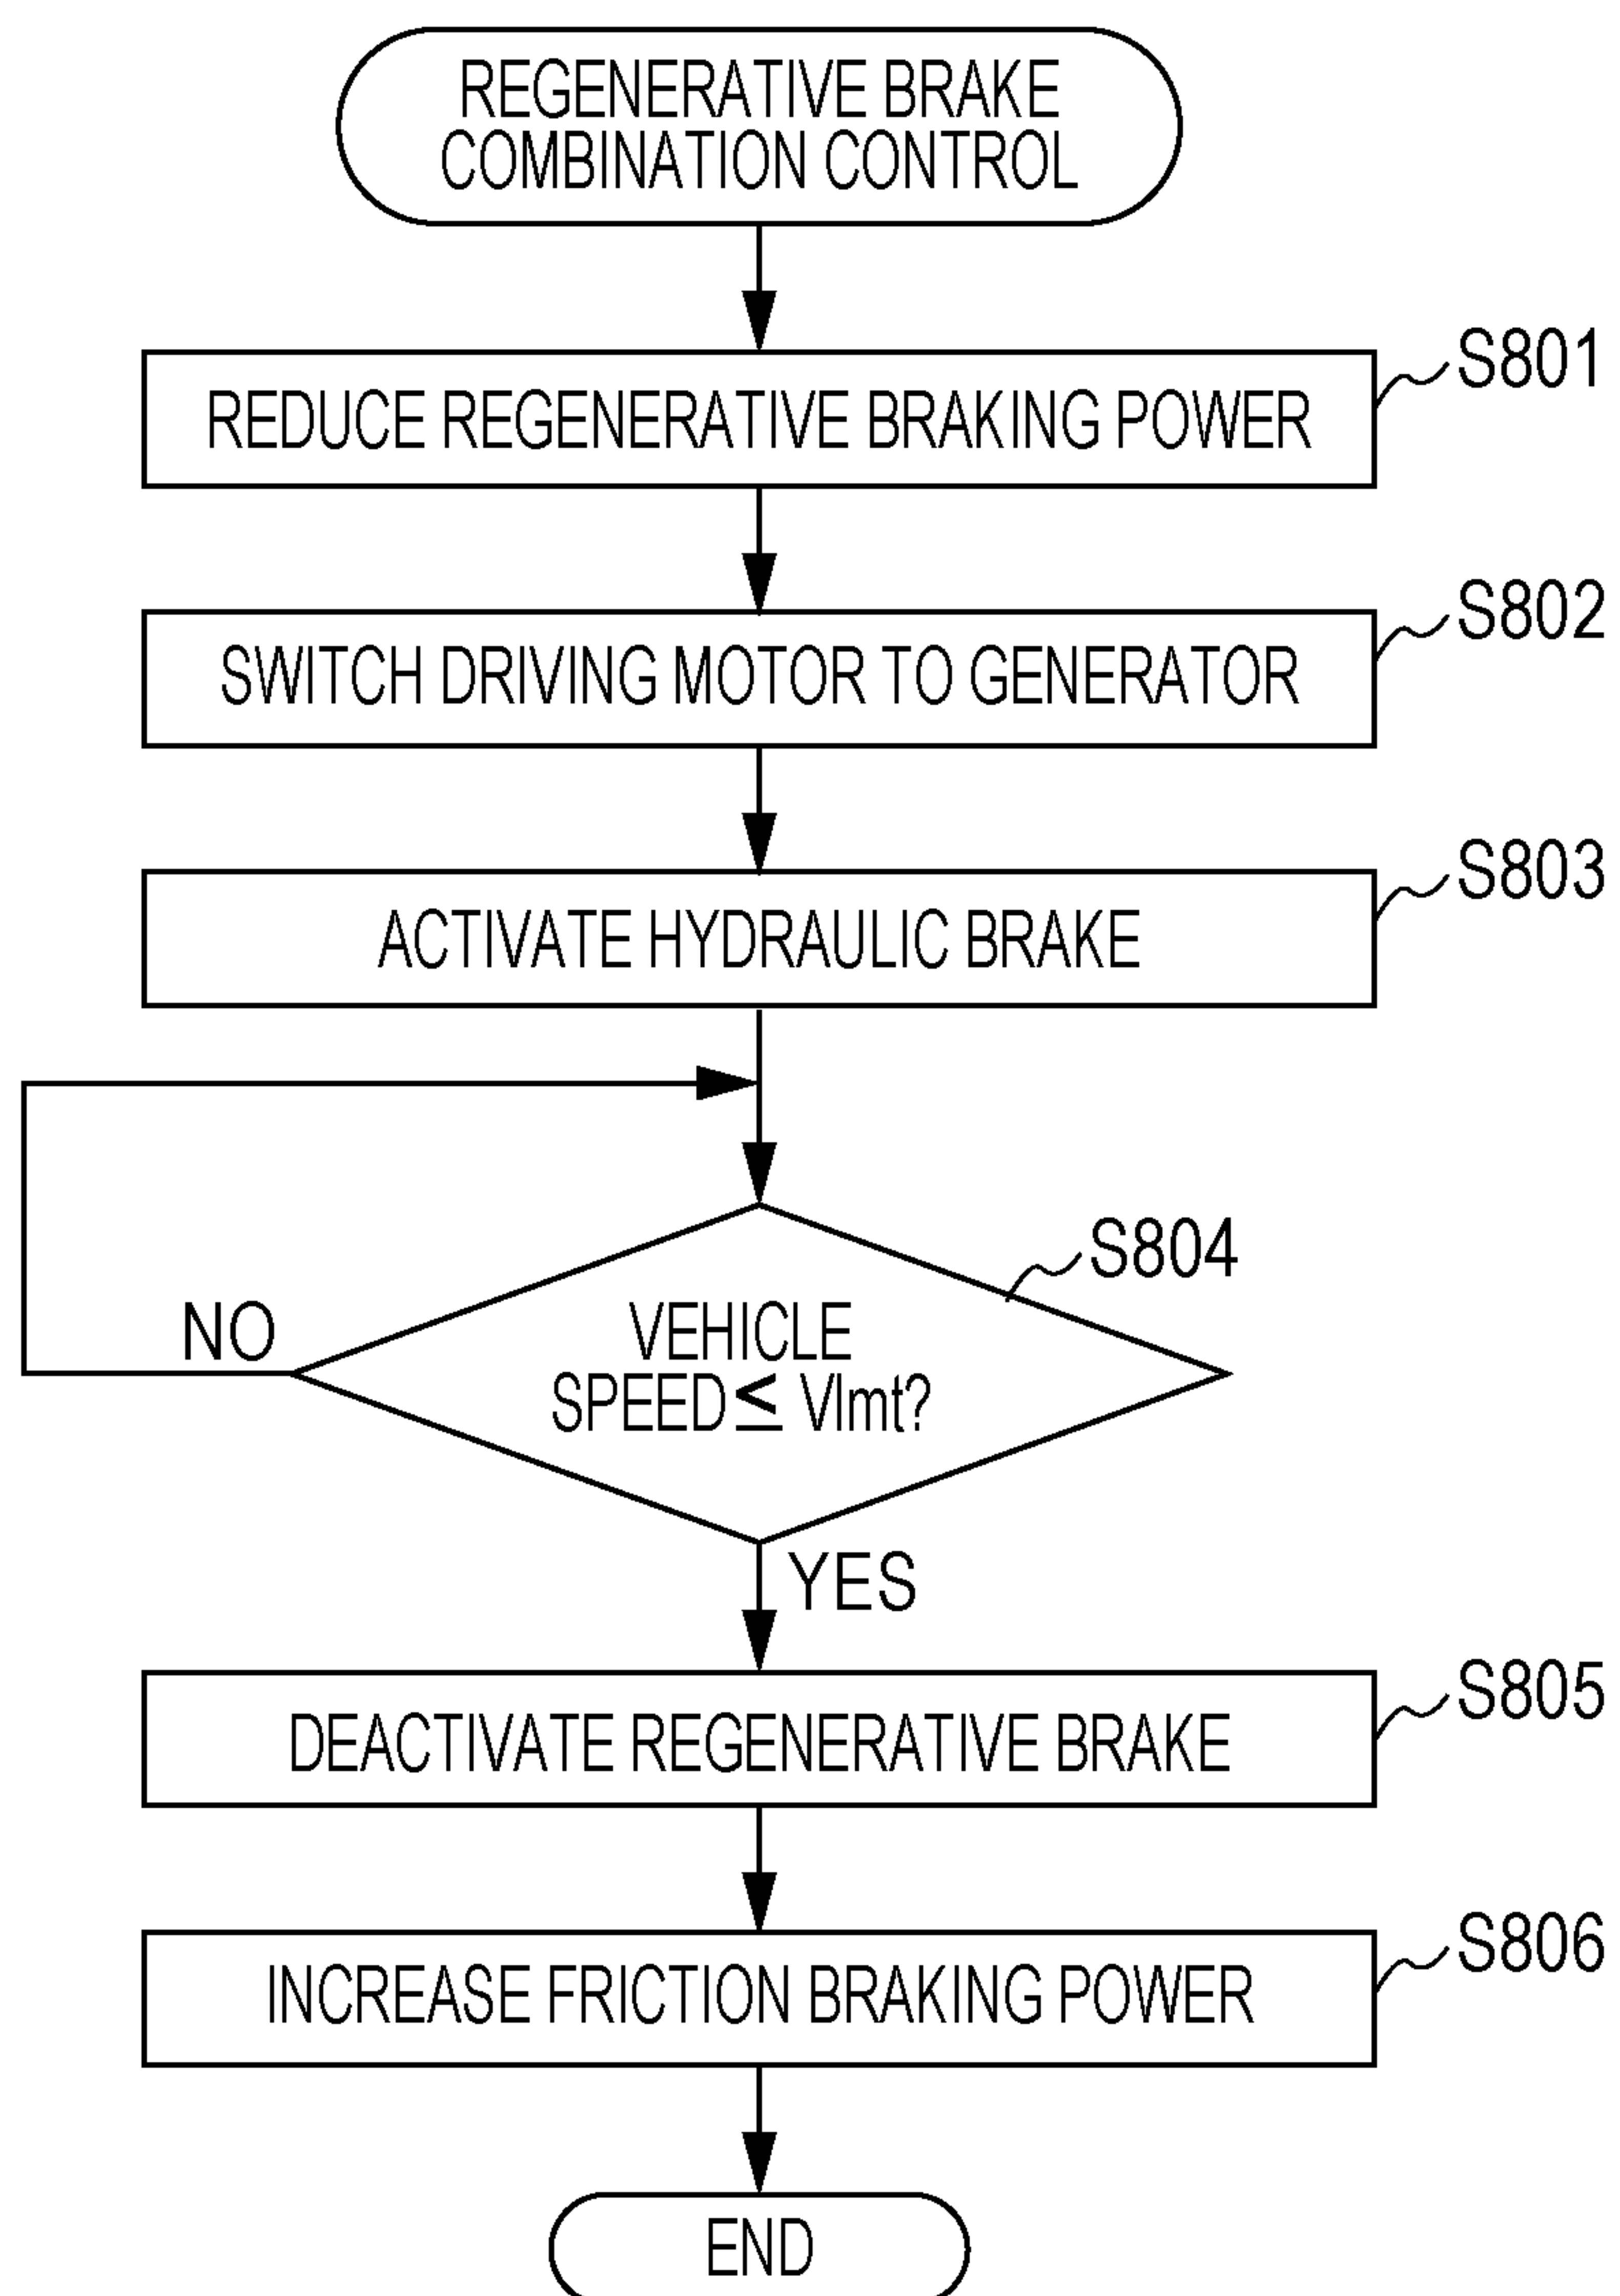 REGENERATIVE BRAKE
COMBINATION CONTROL
S801
REDUCE REGENERATIVE BRAKING POWER
S802
SWITCH DRIVING MOTOR TO GENERATOR
S803
ACTIVATE HYDRAULIC BRAKE
S804
NO
VEHICLE
SPEED≦ Vlmt?
YES
S805
DEACTIVATE REGENERATIVE BRAKE
S806
INCREASE FRICTION BRAKING POWER
END